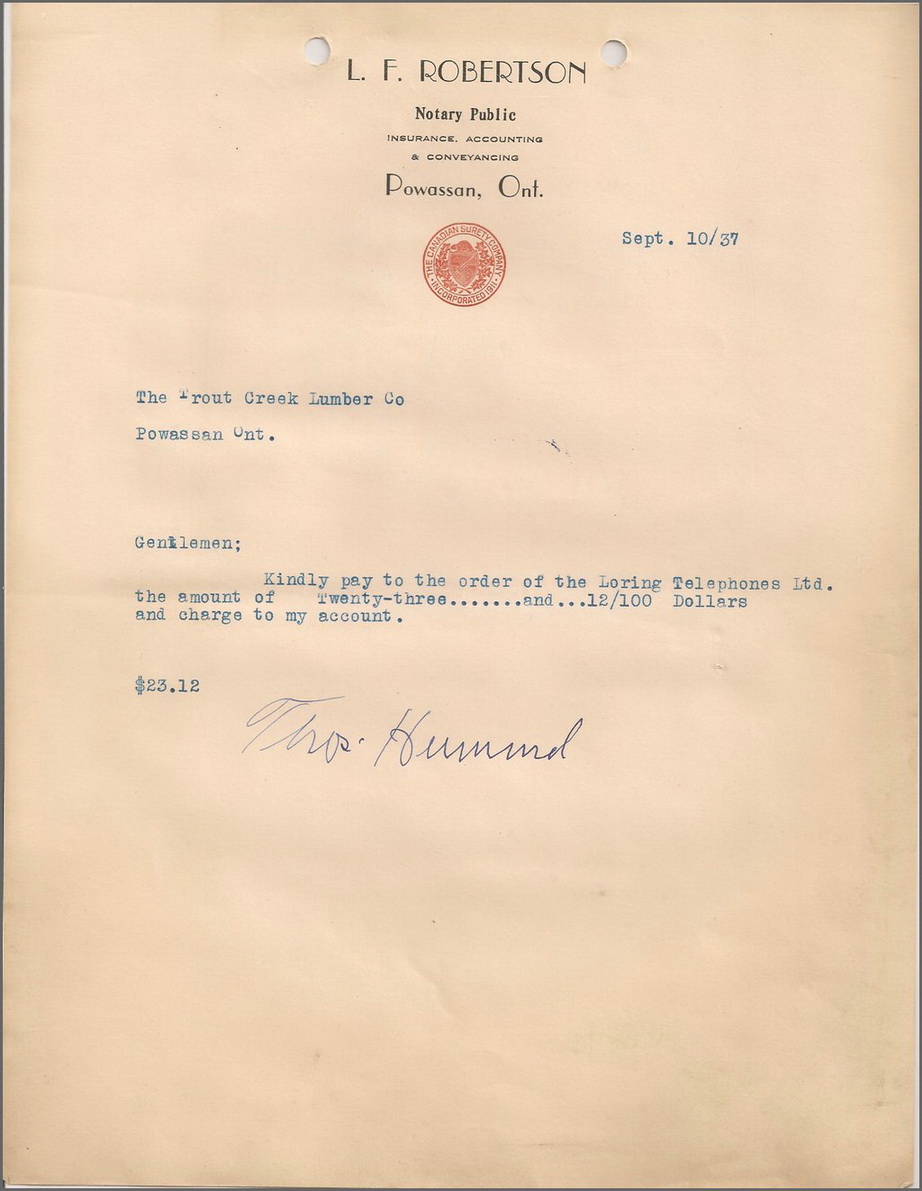 L. F. ROBERTSON
Notary Public
INSURANCE, ACCOUNTING
& CONVEYANCING
Powassan, Ont.
THE CANADIAN SURETY COMPANY
INCORPORATED 1911
Sept. 10/37
The Trout Creek Lumber Co
Powassan Ont.
Gentlemen;
Kindly pay to the order of the Loring Telephones Ltd.
the amount of Twenty-three.......and...12/100 Dollars
and charge to my account.
$23.12
Thos. Hummel